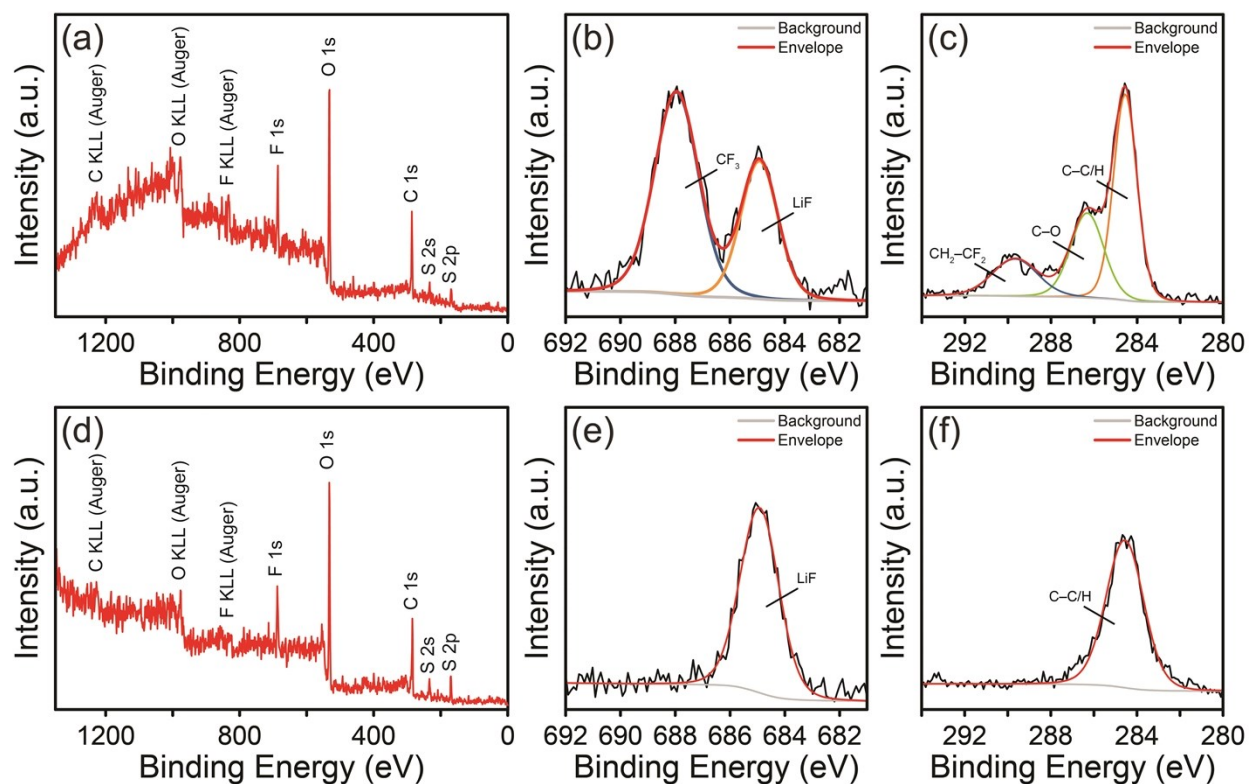 (a)
C KLL (Auger)
O KLL (Auger)
F KLL (Auger)
F 1s
O 1s
C 1s
S 2s
S 2p
Intensity (a.u.)
1200 800 400 0
Binding Energy (eV)
(b)
Background
Envelope
CF₃
LiF
Intensity (a.u.)
692 690 688 686 684 682
Binding Energy (eV)
(c)
Background
Envelope
C–C/H
C–O
CH₂–CF₂
Intensity (a.u.)
292 288 284 280
Binding Energy (eV)
(d)
C KLL (Auger)
O KLL (Auger)
F KLL (Auger)
F 1s
O 1s
C 1s
S 2s
S 2p
Intensity (a.u.)
1200 800 400 0
Binding Energy (eV)
(e)
Background
Envelope
LiF
Intensity (a.u.)
692 690 688 686 684 682
Binding Energy (eV)
(f)
Background
Envelope
C–C/H
Intensity (a.u.)
292 288 284 280
Binding Energy (eV)